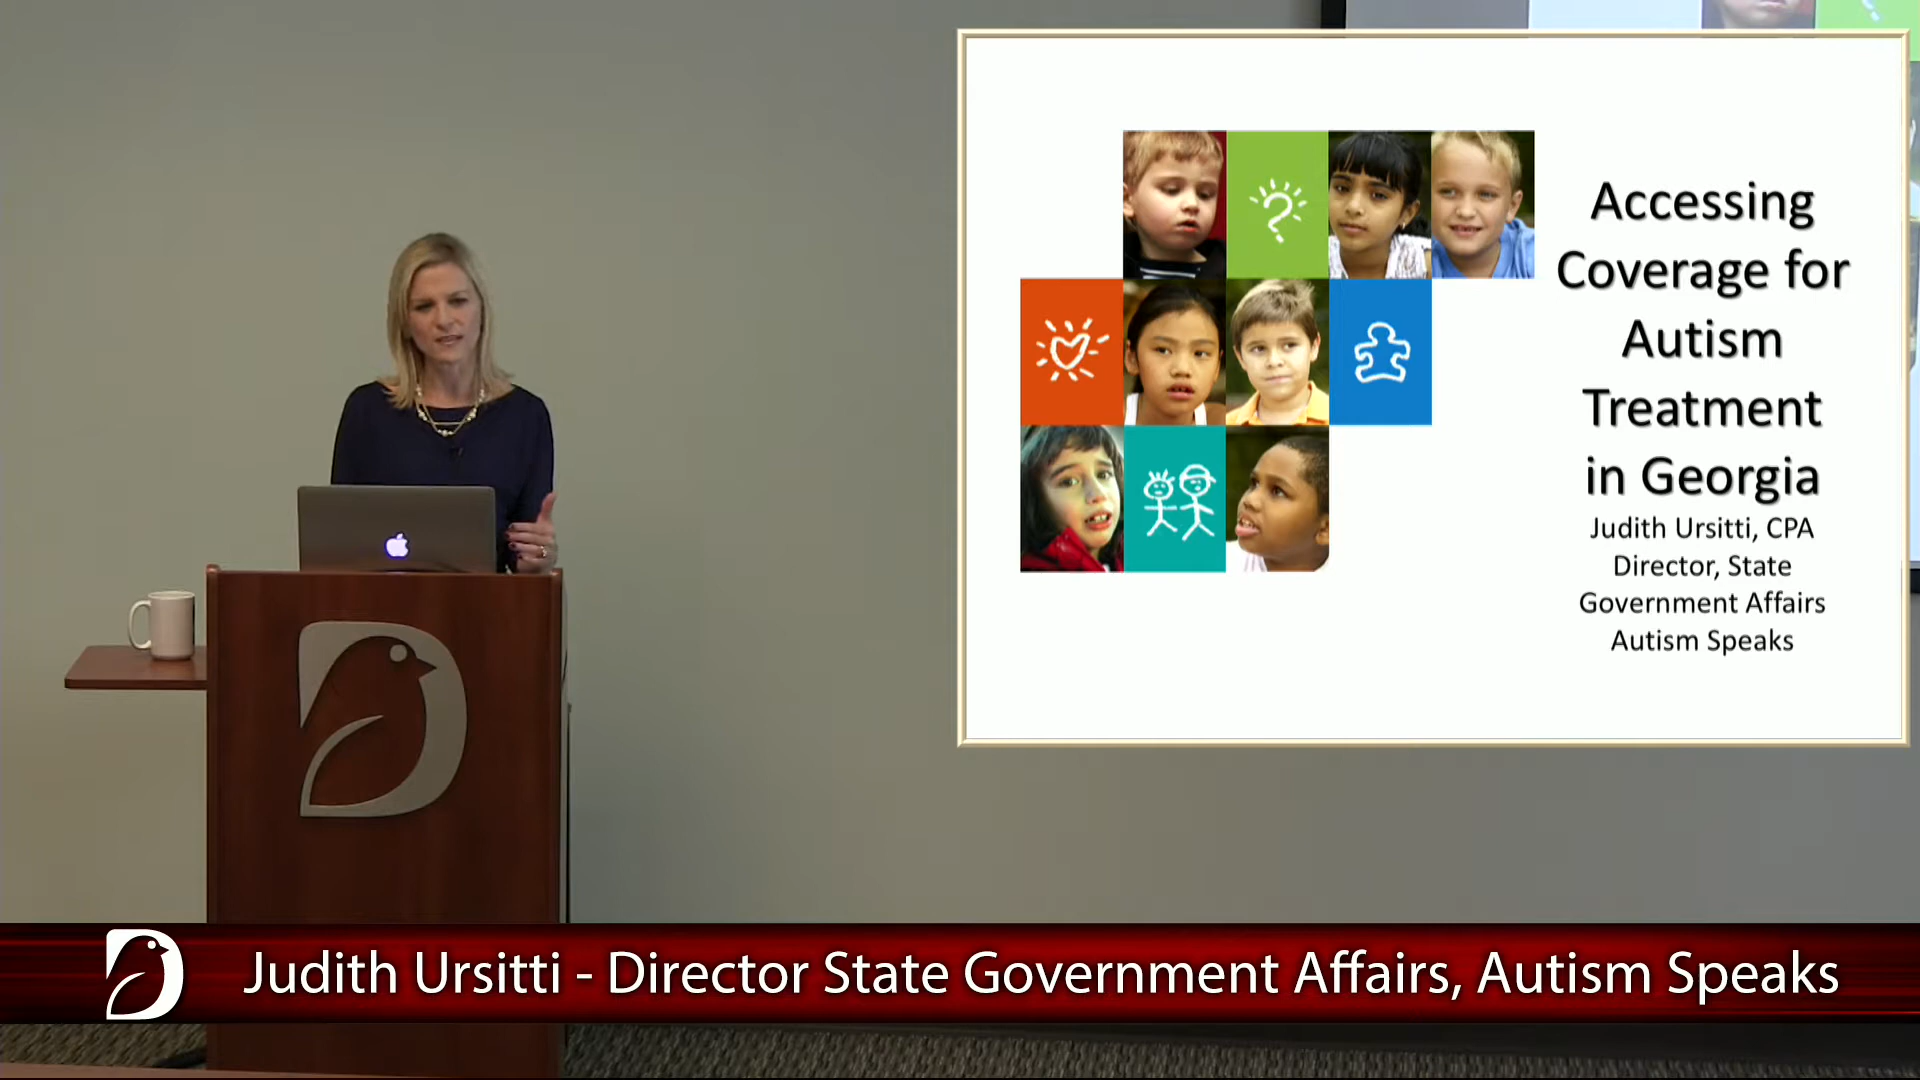 Accessing
Coverage for
Autism
Treatment
in Georgia
Judith Ursitti, CPA
Director, State
Government Affairs
Autism Speaks
Judith Ursitti - Director State Government Affairs, Autism Speaks